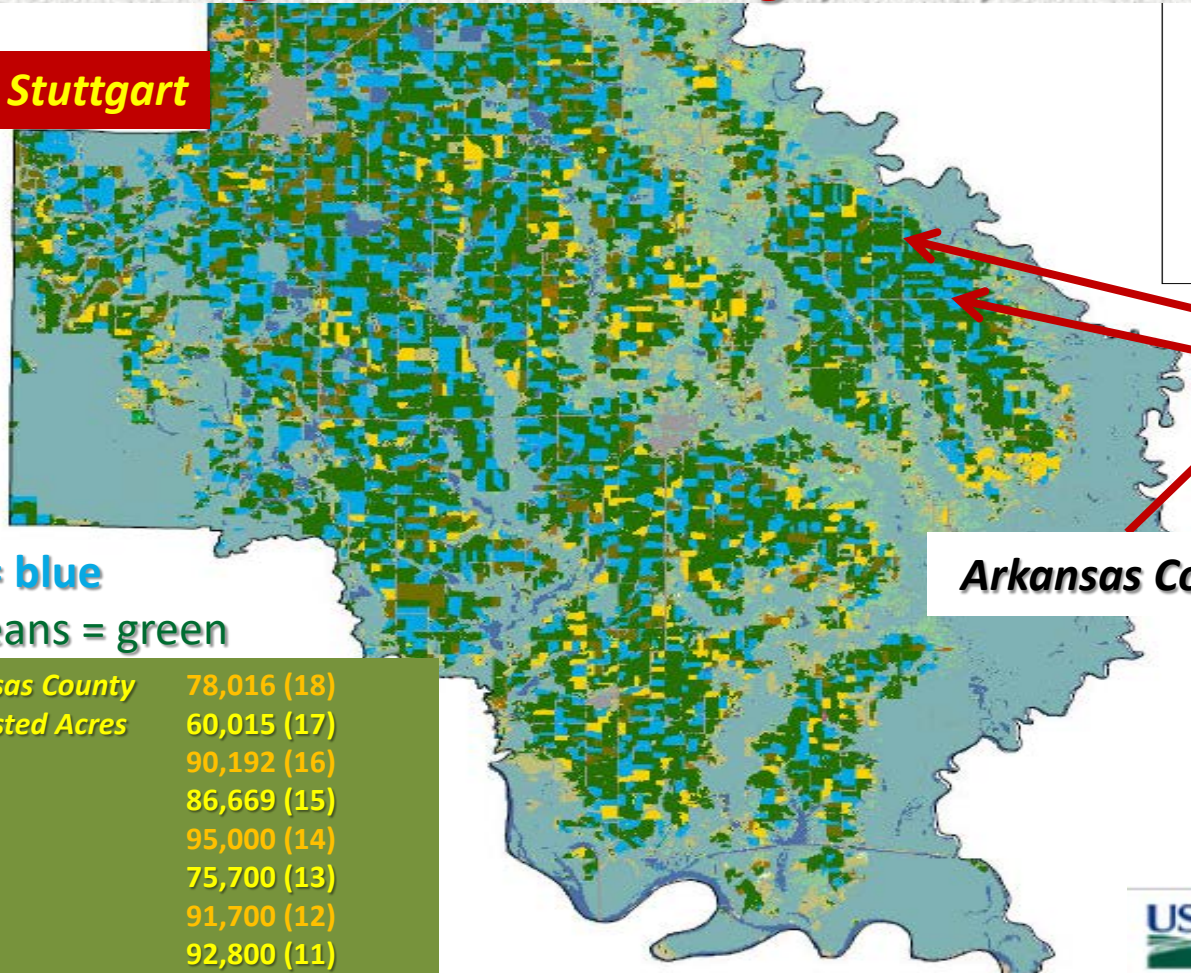 Stuttgart
= blue
eans = green
Arkansas Co
sas County 78,016 (18)
sted Acres 60,015 (17)
90,192 (16)
86,669 (15)
95,000 (14)
75,700 (13)
91,700 (12)
92,800 (11)
US